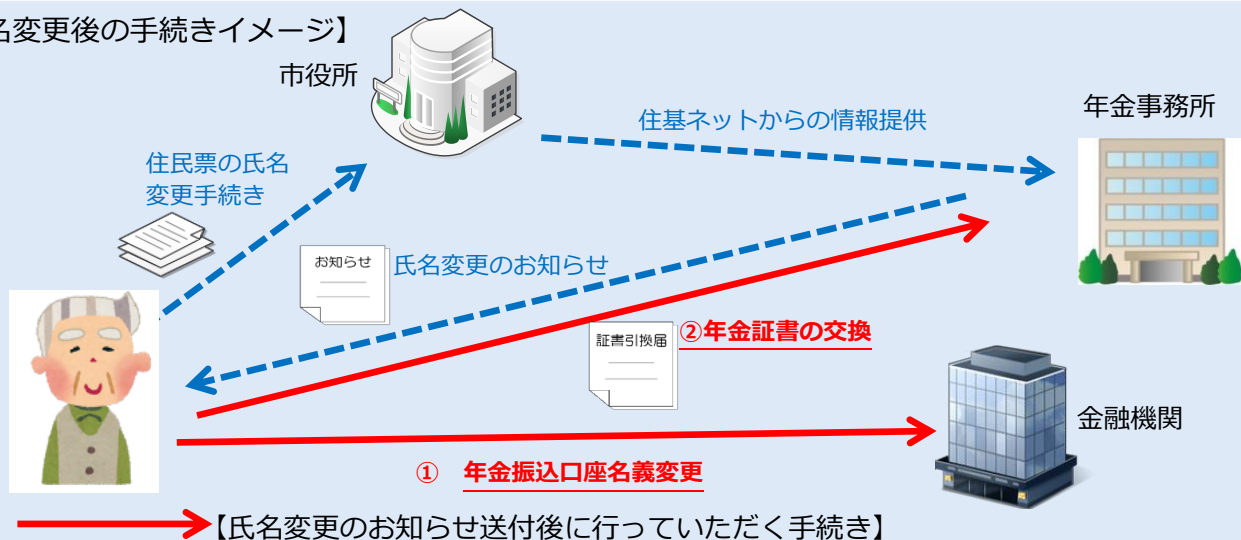 名変更後の手続きイメージ】
市役所
年金事務所
住基ネットからの情報提供
住民票の氏名
変更手続き
お知らせ
氏名変更のお知らせ
証書引換届
②年金証書の交換
金融機関
① 年金振込口座名義変更
【氏名変更のお知らせ送付後に行っていただく手続き】